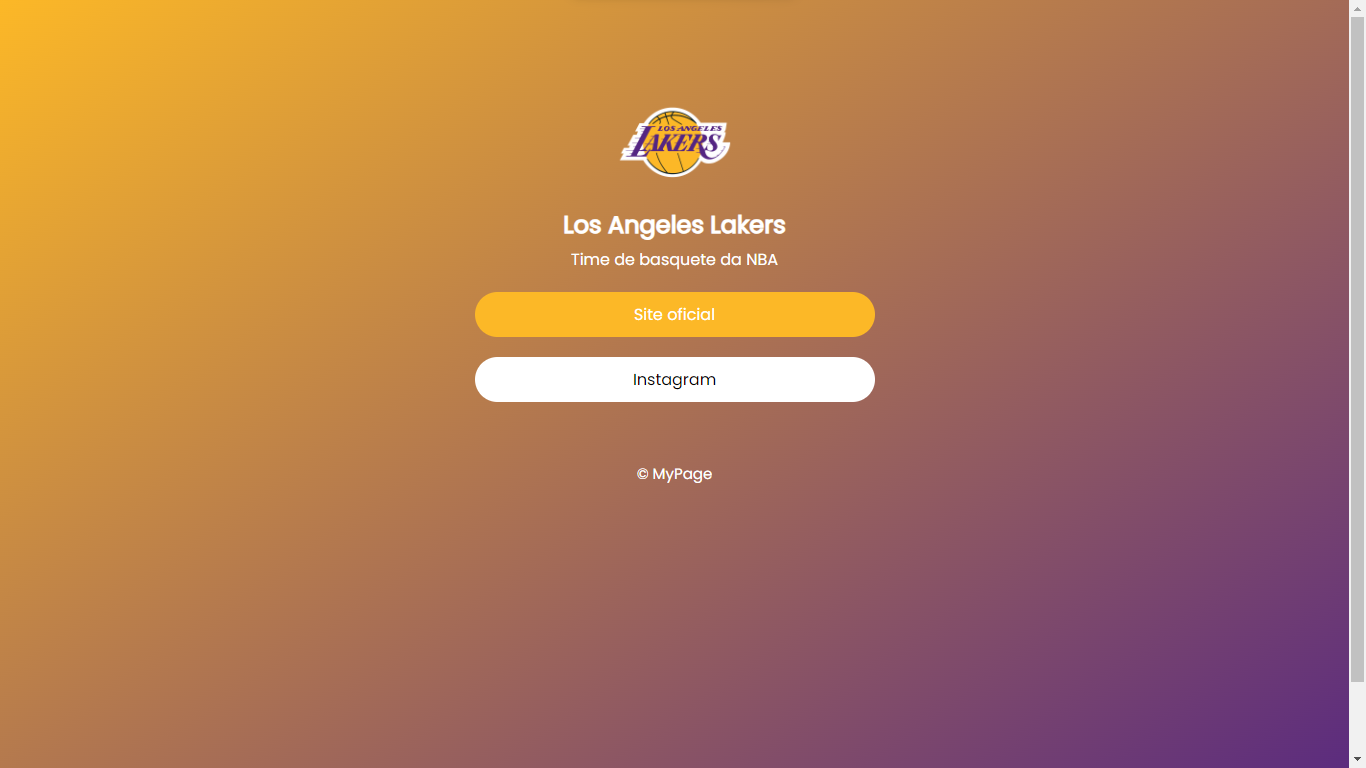 LOS ANGELES
LAKERS
Los Angeles Lakers
Time de basquete da NBA
Site oficial
Instagram
© MyPage